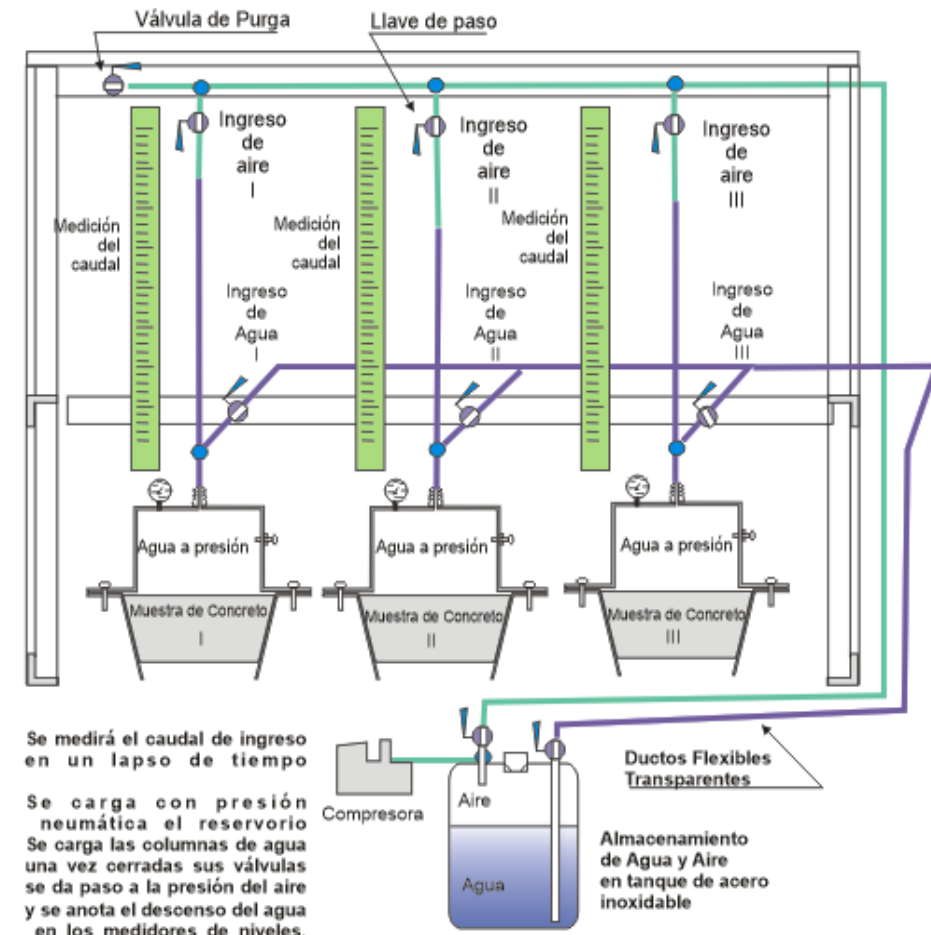 Válvula de Purga
Llave de paso
Ingreso
de
aire
I
Ingreso
de
aire
II
Ingreso
de
aire
III
Medición
del
caudal
Medición
del
caudal
Medición
del
caudal
Ingreso
de
Agua
I
Ingreso
de
Agua
II
Ingreso
de
Agua
III
Agua a presión
Agua a presión
Agua a presión
Muestra de Concreto
I
Muestra de Concreto
II
Muestra de Concreto
III
Se medirá el caudal de ingreso
en un lapso de tiempo
Se carga con presión
neumática el reservorio
Se carga las columnas de agua
una vez cerradas sus válvulas
se da paso a la presión del aire
y se anota el descenso del agua
en los medidores de niveles.
Compresora
Aire
Agua
Ductos Flexibles
Transparentes
Almacenamiento
de Agua y Aire
en tanque de acero
inoxidable